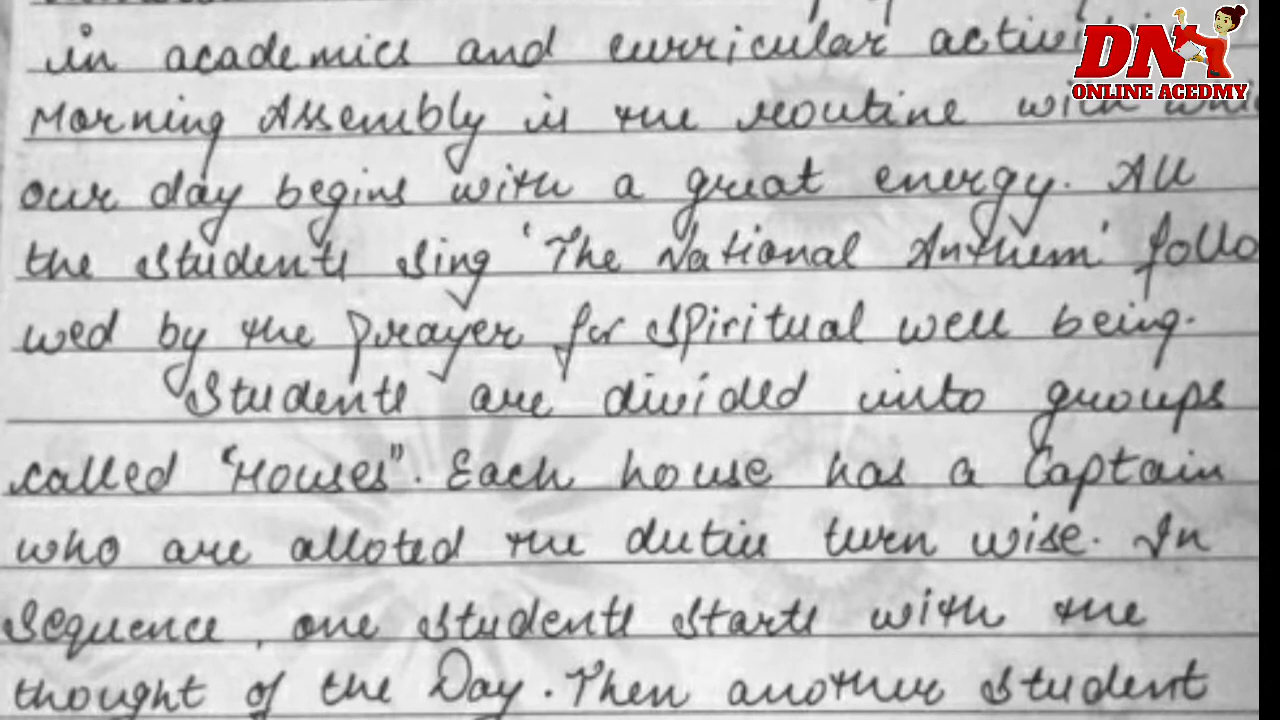 in academics and curricular activi
DN
ONLINE ACEDMY
Morning Assembly is the routine with
our day begins with a great energy. All
the students sing 'The National Anthem' follo
wed by the prayer for spiritual well being.
Students are divided into groups
called "Houses". Each house has a Captain
who are alloted the duties turn wise. In
sequence, one students starts with the
thought of the Day. Then another student